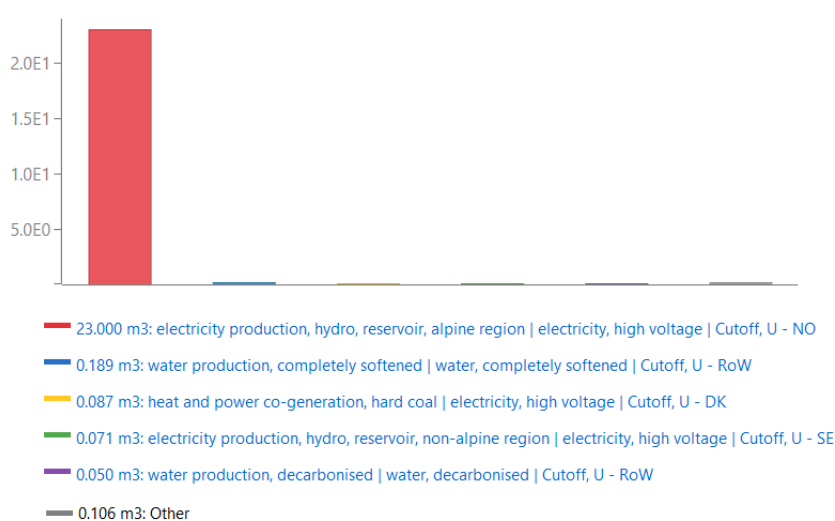 2.0E1
1.5E1
1.0E1
5.0E0
23.000 m3: electricity production, hydro, reservoir, alpine region | electricity, high voltage | Cutoff, U - NO
0.189 m3: water production, completely softened | water, completely softened | Cutoff, U - RoW
0.087 m3: heat and power co-generation, hard coal | electricity, high voltage | Cutoff, U - DK
0.071 m3: electricity production, hydro, reservoir, non-alpine region | electricity, high voltage | Cutoff, U - SE
0.050 m3: water production, decarbonised | water, decarbonised | Cutoff, U - RoW
0.106 m3: Other